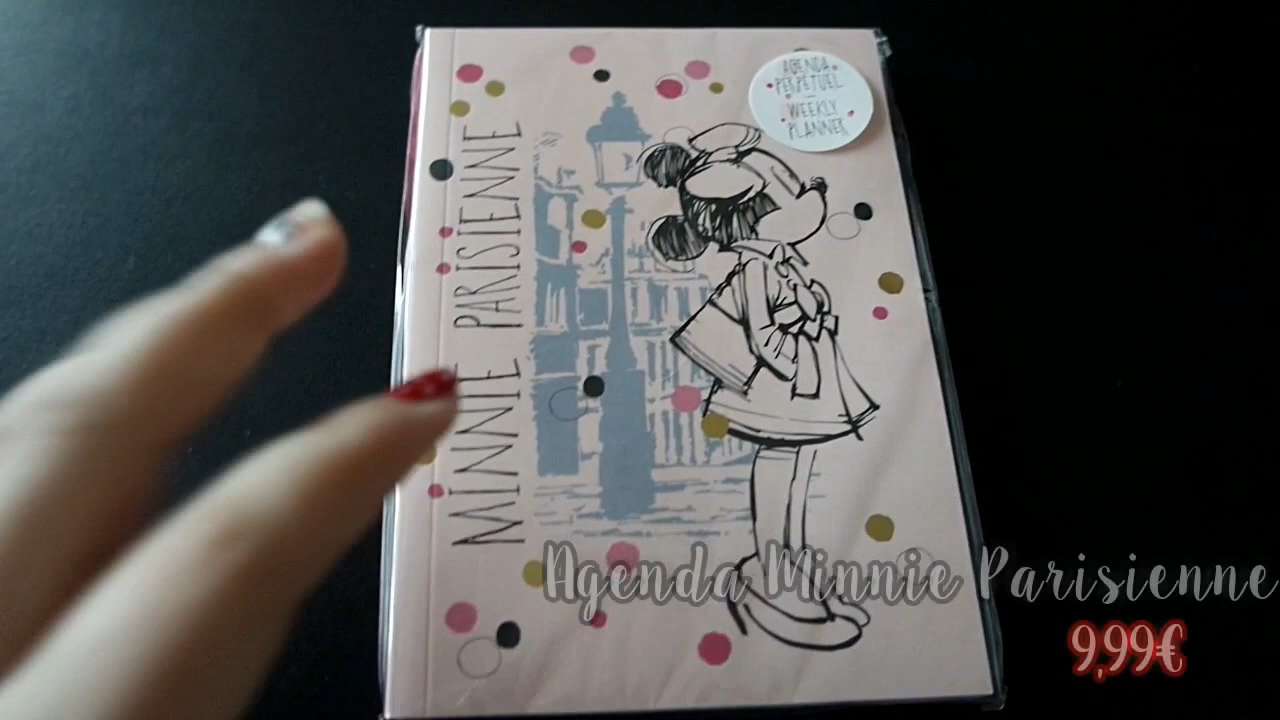 AGENDA
PERPÉTUEL
—
WEEKLY
PLANNER
MINNIE PARISIENNE
Agenda Minnie Parisienne
9,99€